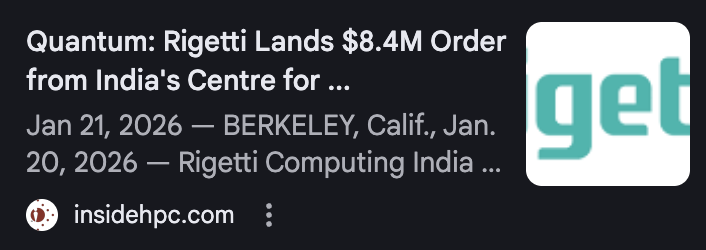 Quantum: Rigetti Lands $8.4M Order
from India's Centre for ...
Jan 21, 2026 — BERKELEY, Calif., Jan.
20, 2026 — Rigetti Computing India ...
iget
insidehpc.com